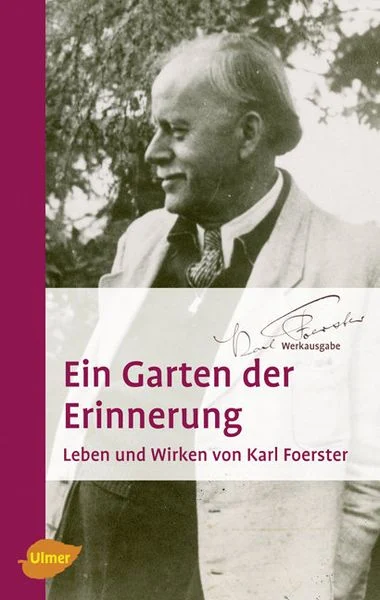 Karl Foerster
Werkausgabe
Ein Garten der
Erinnerung
Leben und Wirken von Karl Foerster
Ulmer